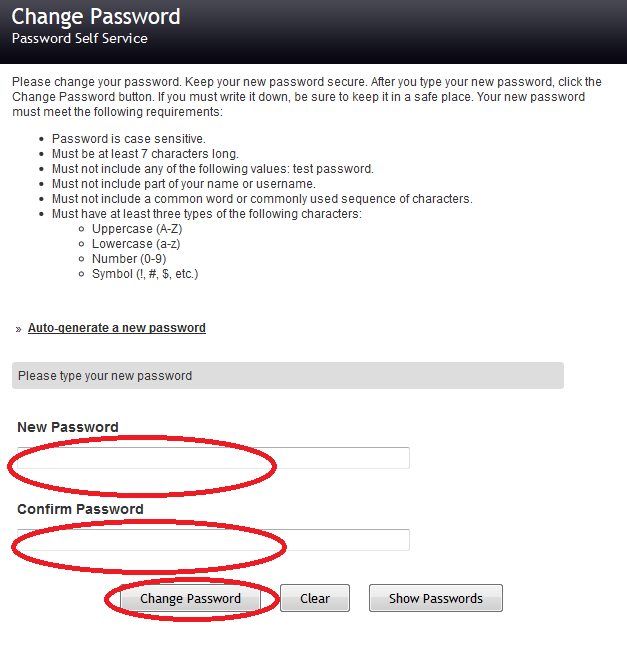 Change Password
Password Self Service
Please change your password. Keep your new password secure. After you type your new password, click the
Change Password button. If you must write it down, be sure to keep it in a safe place. Your new password
must meet the following requirements:
• Password is case sensitive.
• Must be at least 7 characters long.
• Must not include any of the following values: test password.
• Must not include part of your name or username.
• Must not include a common word or commonly used sequence of characters.
• Must have at least three types of the following characters:
○ Uppercase (A-Z)
○ Lowercase (a-z)
○ Number (0-9)
○ Symbol (!, #, $, etc.)
» Auto-generate a new password
Please type your new password
New Password
Confirm Password
Change Password Clear Show Passwords